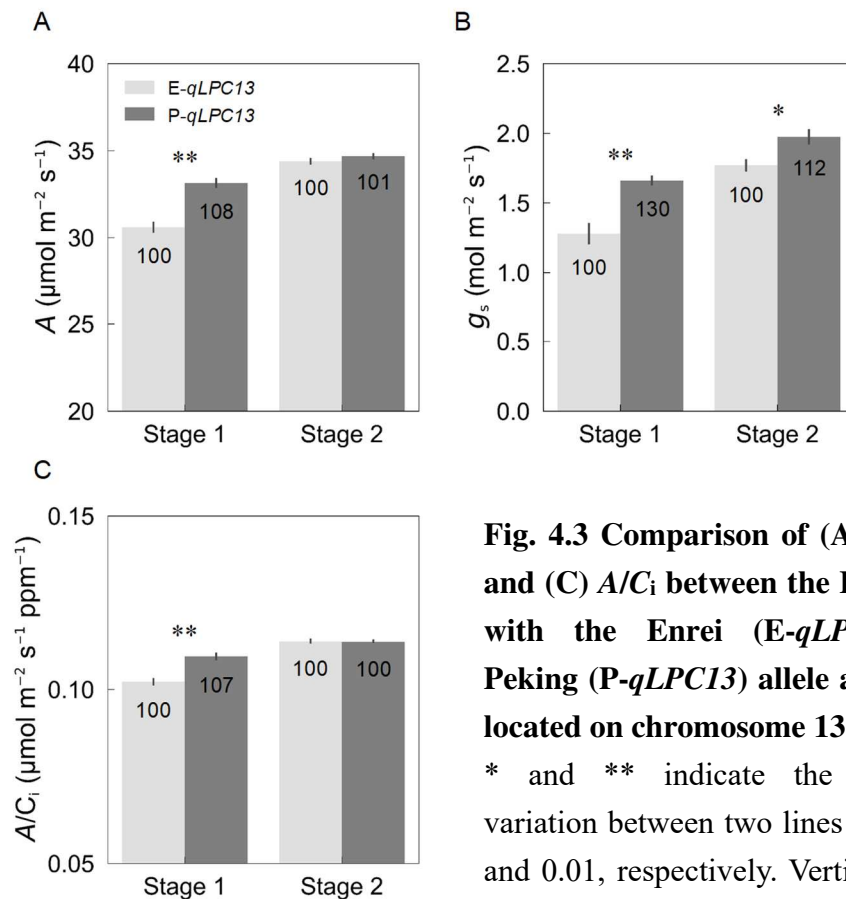 A
A (μmol m⁻² s⁻¹)
40
35
30
25
20
E-qLPC13
P-qLPC13
**
100
108
100
101
Stage 1
Stage 2
B
gs (mol m⁻² s⁻¹)
2.5
2.0
1.5
1.0
0.5
0.0
**
*
100
130
100
112
Stage 1
Stage 2
C
A/Ci (μmol m⁻² s⁻¹ ppm⁻¹)
0.15
0.10
0.05
**
100
107
100
100
Stage 1
Stage 2
Fig. 4.3 Comparison of (A
and (C) A/Ci between the
with the Enrei (E-qLP
Peking (P-qLPC13) allele a
located on chromosome 13
* and ** indicate the
variation between two lines
and 0.01, respectively. Verti